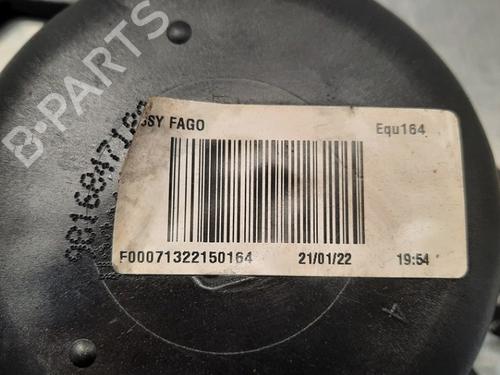 B-PARTS
SSY FAGO
Equ164
F00071322150164
21/01/22
19:54